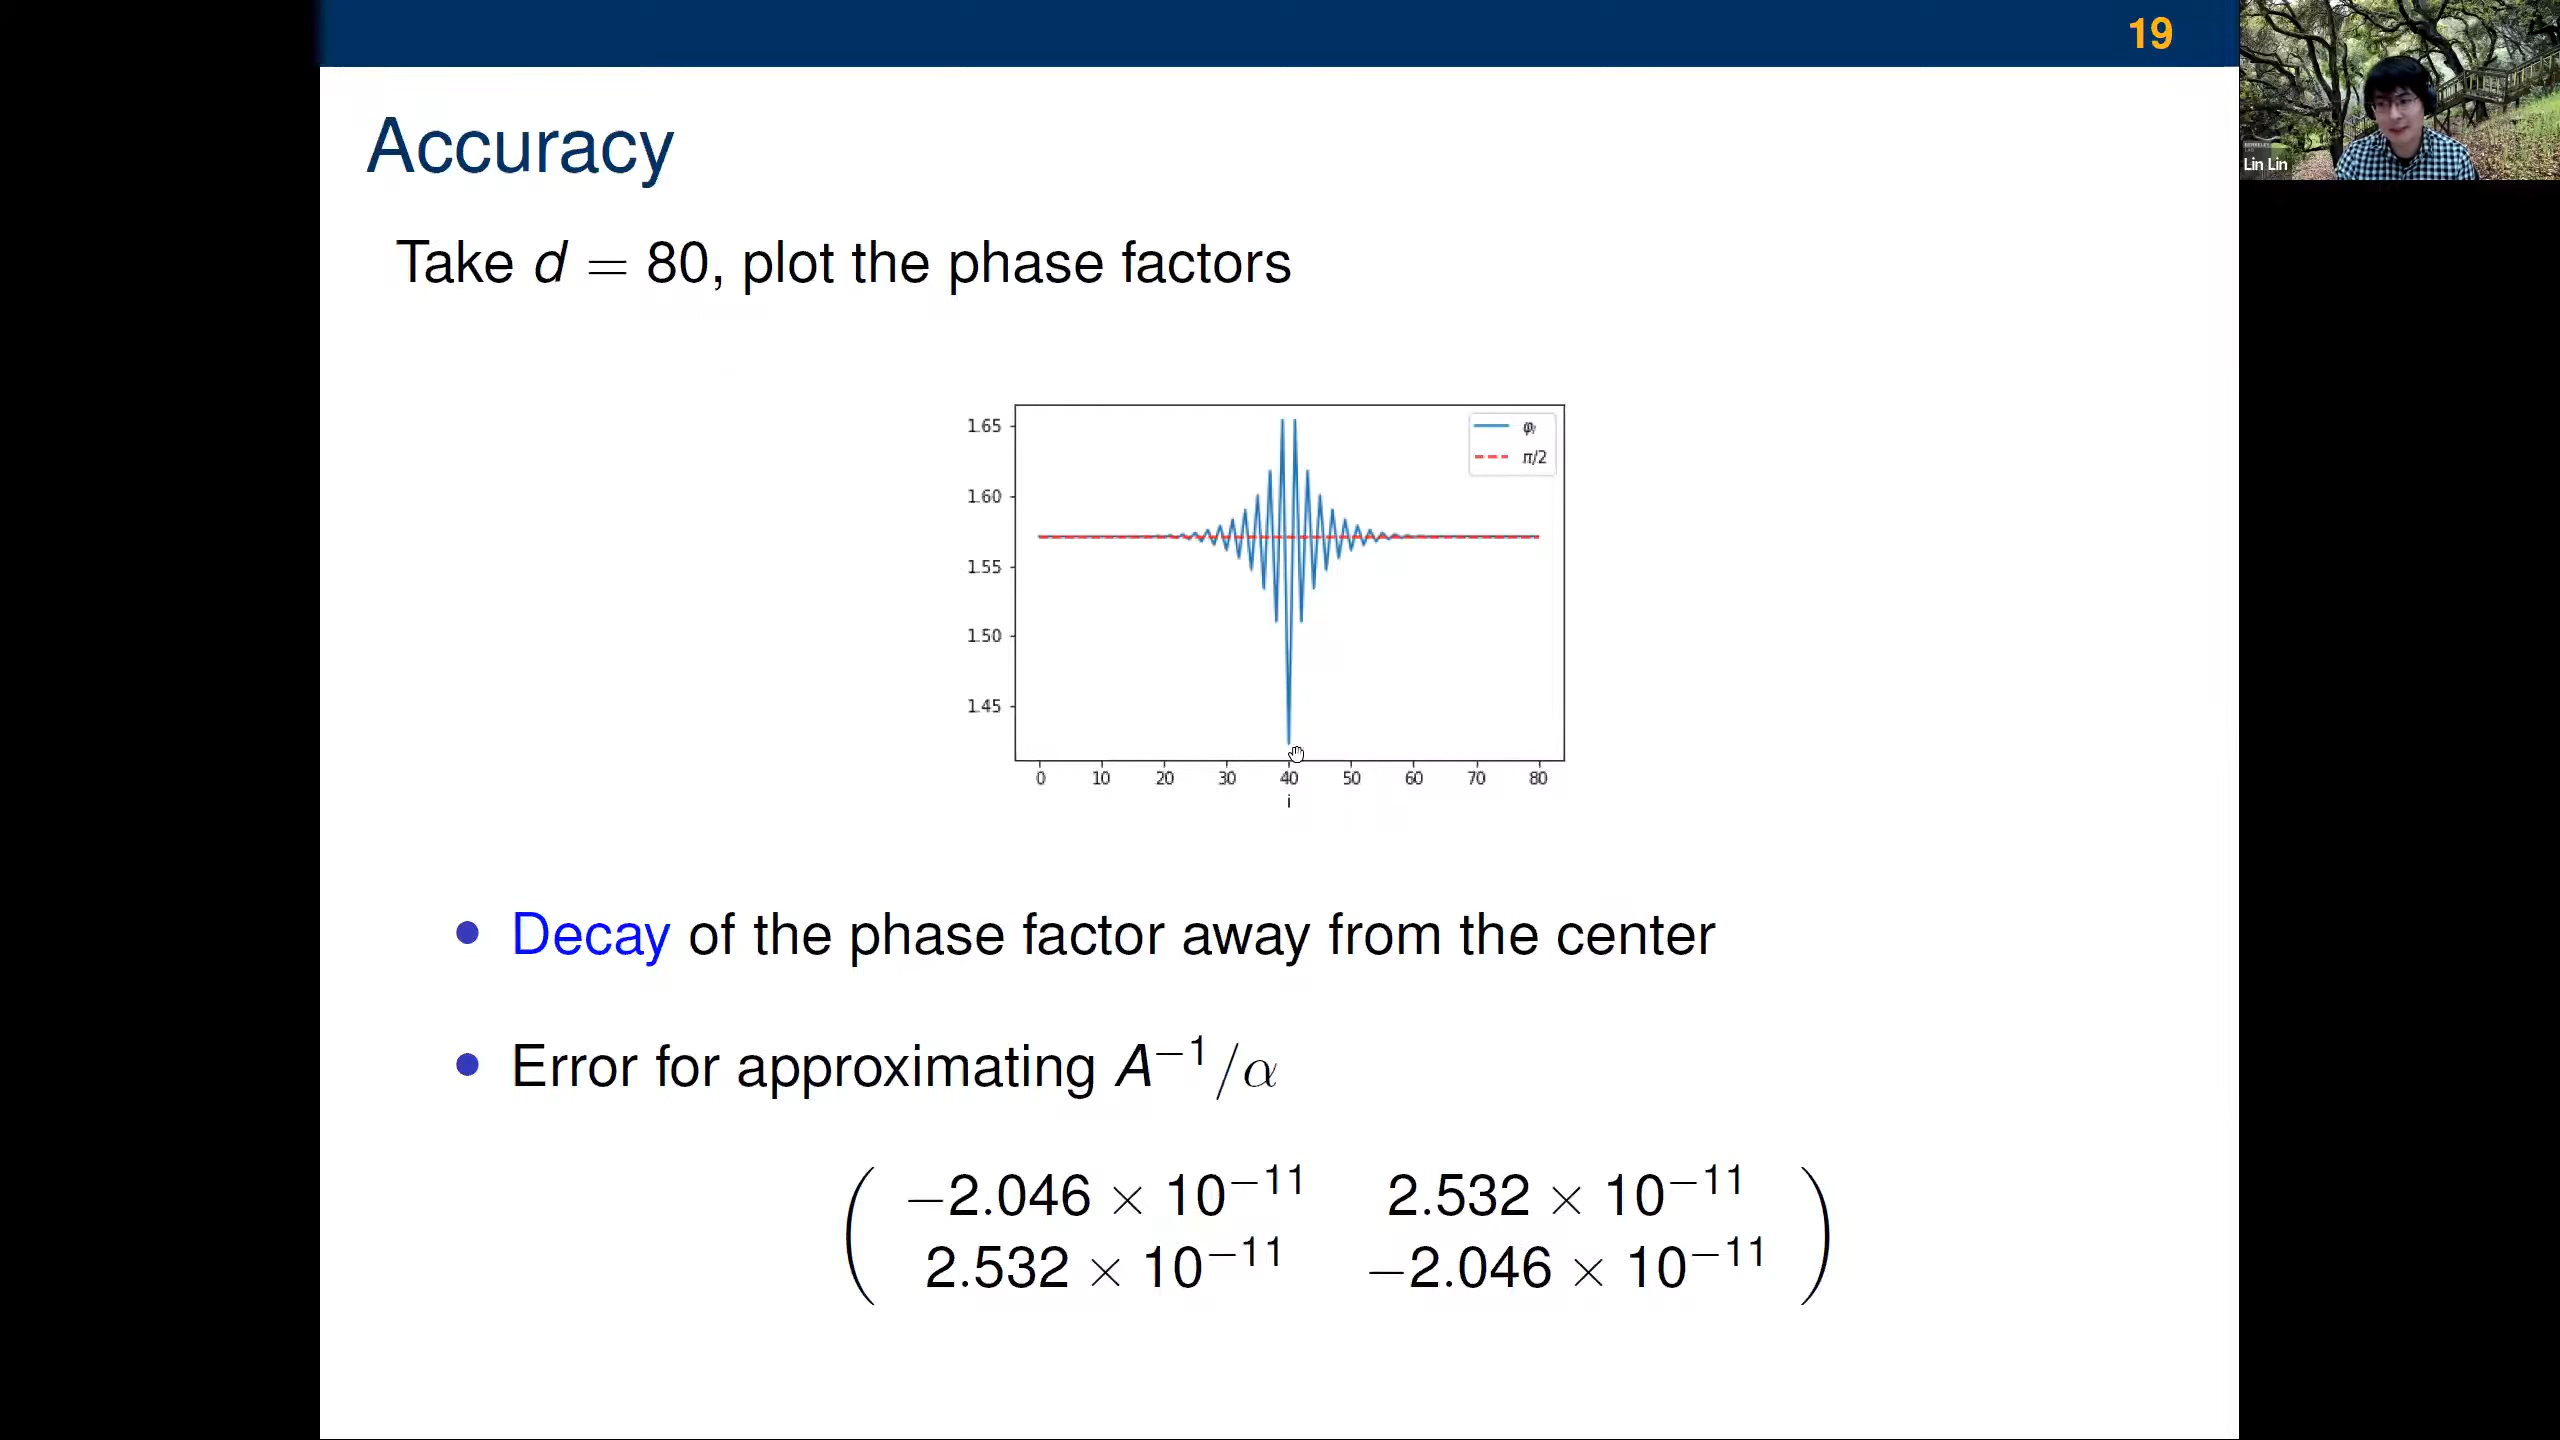 19
Lin Lin
Accuracy
Take d = 80, plot the phase factors
1.65
1.60
1.55
1.50
1.45
φᵢ
π/2
0 10 20 30 40 50 60 70 80
i
• Decay of the phase factor away from the center
• Error for approximating A⁻¹/α
−2.046 × 10⁻¹¹ 2.532 × 10⁻¹¹
2.532 × 10⁻¹¹ −2.046 × 10⁻¹¹